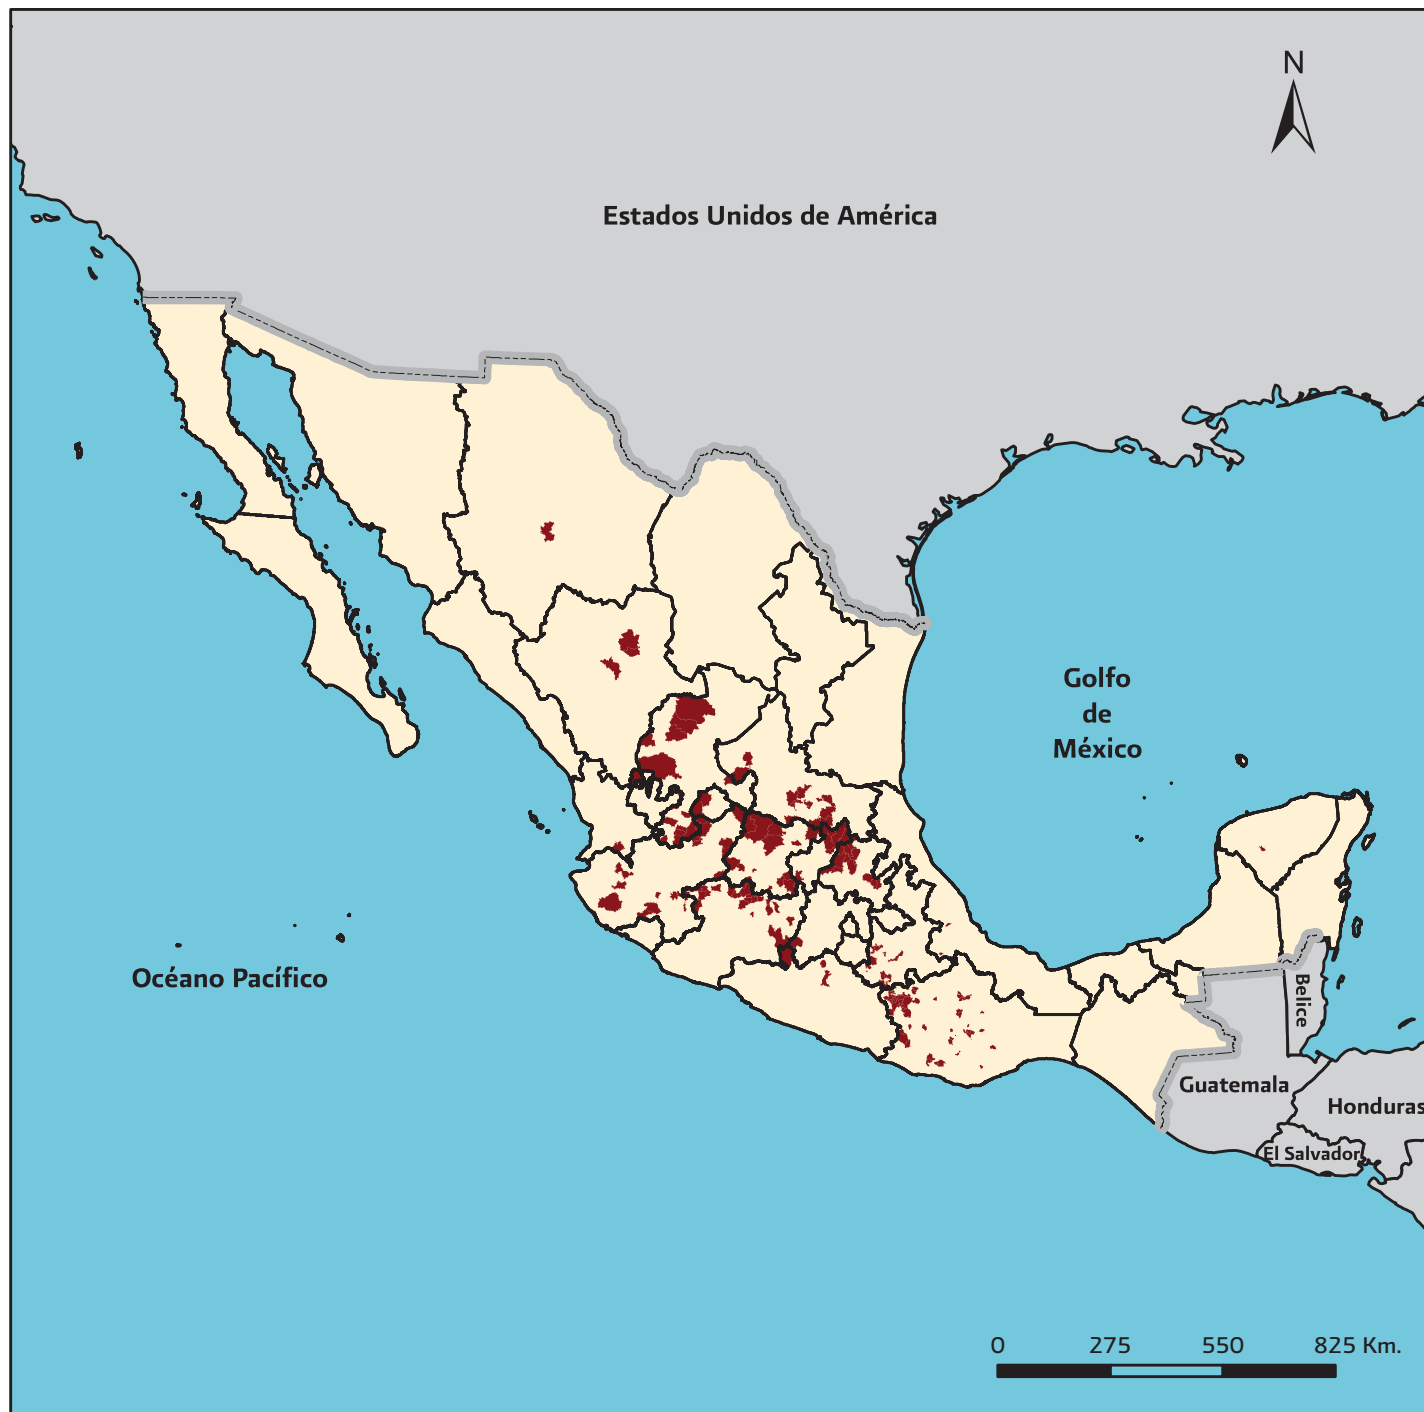 N
Estados Unidos de América
Golfo
de
México
Océano Pacífico
Belice
Guatemala
Honduras
El Salvador
0 275 550 825 Km.